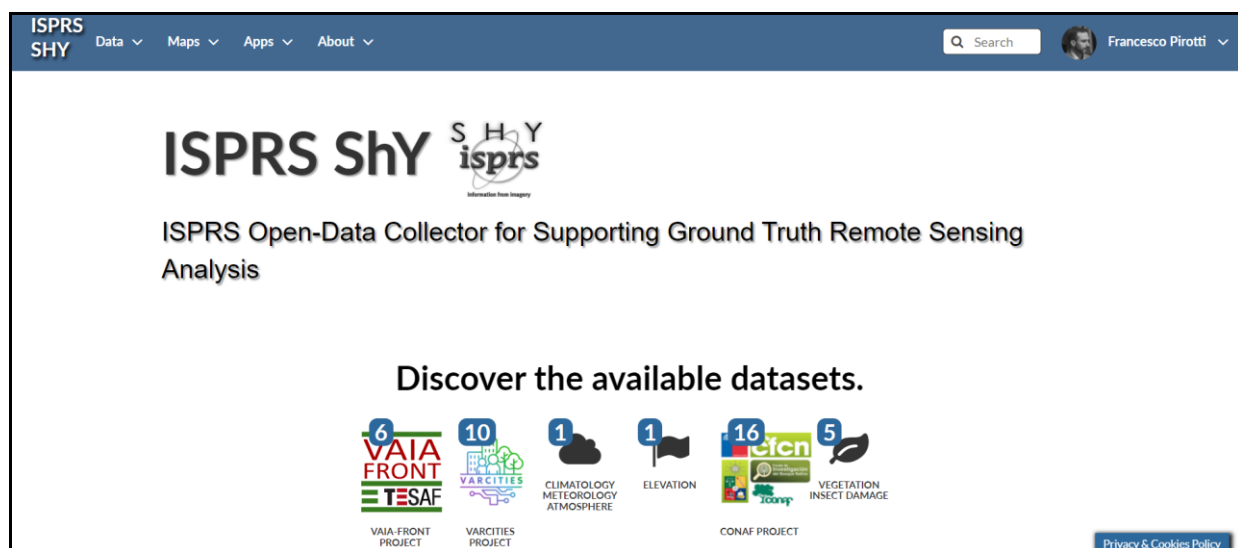 ISPRS
SHY
Data Maps Apps About
Search
Francesco Pirotti
ISPRS ShY
SHY
isprs
Information from Imagery
ISPRS Open-Data Collector for Supporting Ground Truth Remote Sensing
Analysis
Discover the available datasets.
6
VAIA
FRONT
TESAF
VAIA-FRONT
PROJECT
10
VARCITIES
VARCITIES
PROJECT
1
CLIMATOLOGY
METEOROLOGY
ATMOSPHERE
1
ELEVATION
16
CONAF PROJECT
5
VEGETATION
INSECT DAMAGE
Privacy & Cookies Policy